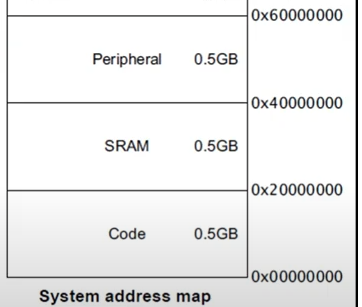 0x60000000
Peripheral 0.5GB
0x40000000
SRAM 0.5GB
0x20000000
Code 0.5GB
0x00000000
System address map